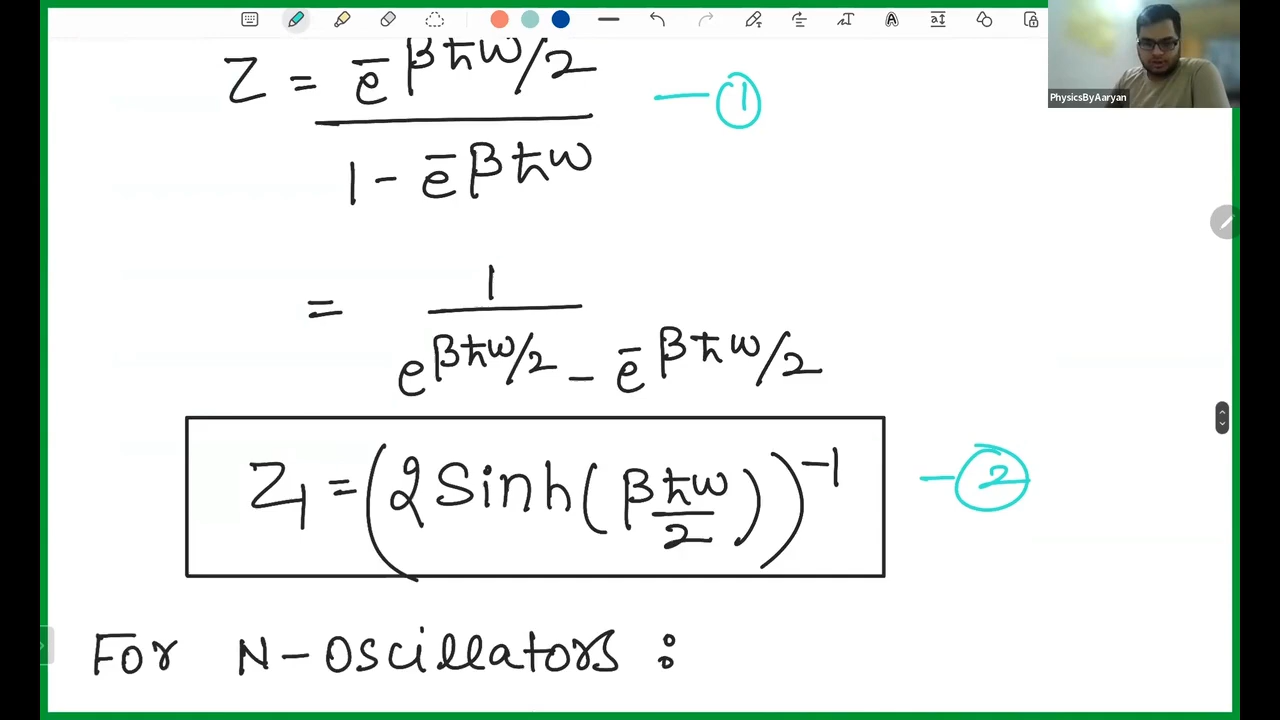 PhysicsByAaryan
Z = e^-βħω/2 / 1 - e^-βħω — ①
= 1 / e^βħω/2 - e^-βħω/2
Z1 = (2 Sinh(βħω/2))^-1 — ②
For N-Oscillators :